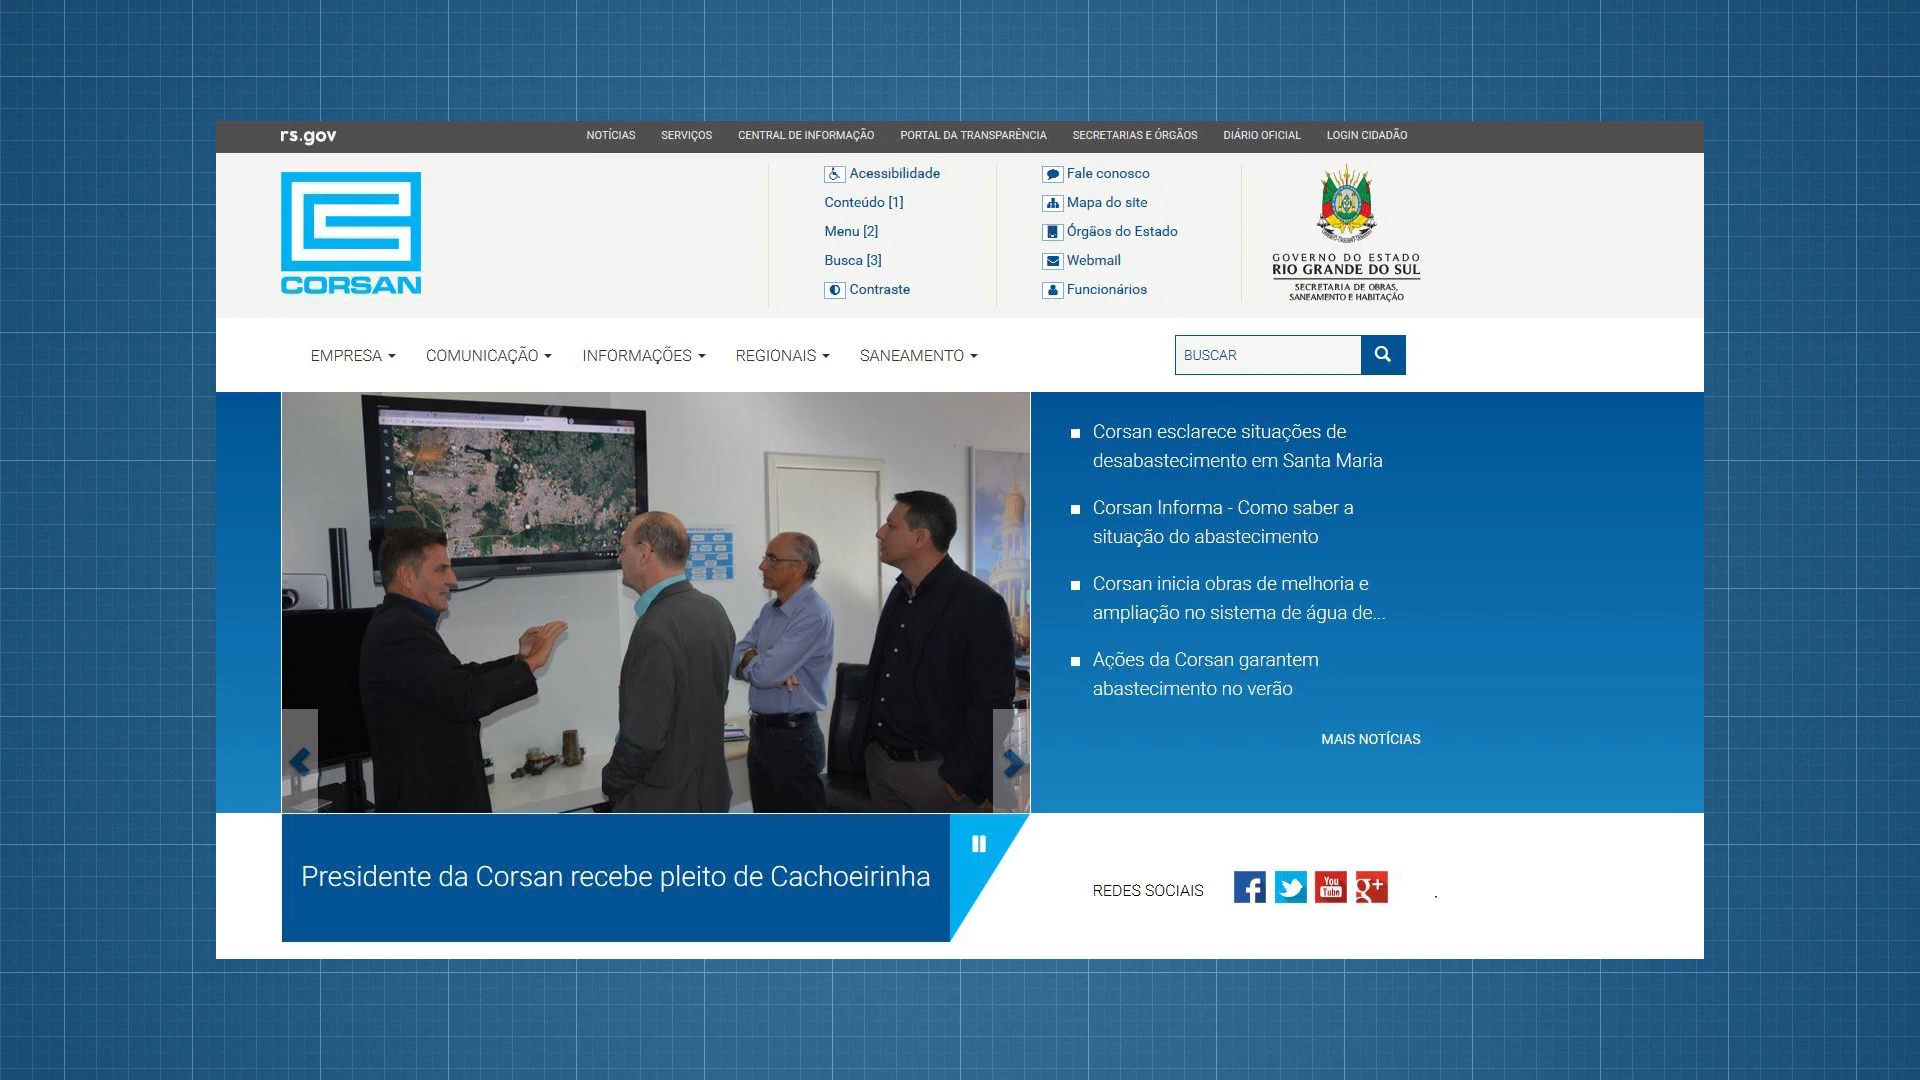 rs.gov
NOTÍCIAS SERVIÇOS CENTRAL DE INFORMAÇÃO PORTAL DA TRANSPARÊNCIA SECRETARIAS E ÓRGÃOS DIÁRIO OFICIAL LOGIN CIDADÃO
CORSAN
Acessibilidade
Conteúdo [1]
Menu [2]
Busca [3]
Contraste
Fale conosco
Mapa do site
Órgãos do Estado
Webmail
Funcionários
GOVERNO DO ESTADO
RIO GRANDE DO SUL
SECRETARIA DE OBRAS,
SANEAMENTO E HABITAÇÃO
EMPRESA COMUNICAÇÃO INFORMAÇÕES REGIONAIS SANEAMENTO
BUSCAR
SONY
Corsan esclarece situações de
desabastecimento em Santa Maria
Corsan Informa - Como saber a
situação do abastecimento
Corsan inicia obras de melhoria e
ampliação no sistema de água de...
Ações da Corsan garantem
abastecimento no verão
MAIS NOTÍCIAS
Presidente da Corsan recebe pleito de Cachoeirinha
REDES SOCIAIS
You
Tube
g+